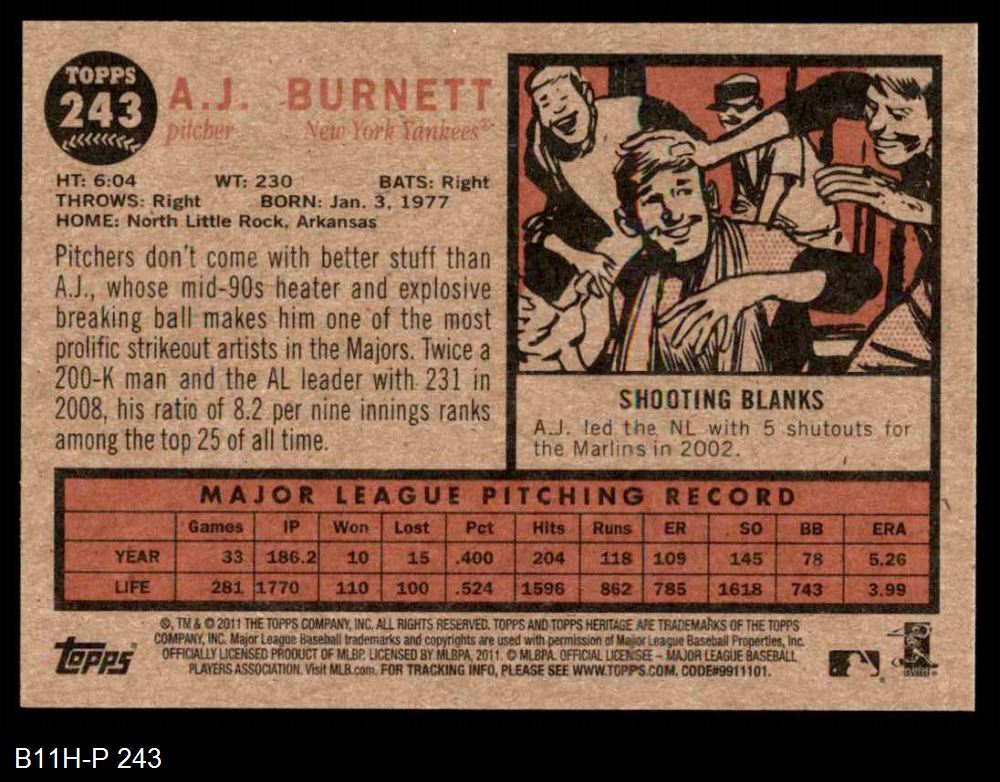 TOPPS
243
A.J. BURNETT
pitcher New York Yankees®
HT: 6:04 WT: 230 BATS: Right
THROWS: Right BORN: Jan. 3, 1977
HOME: North Little Rock, Arkansas
Pitchers don't come with better stuff than
A.J., whose mid-90s heater and explosive
breaking ball makes him one of the most
prolific strikeout artists in the Majors. Twice a
200-K man and the AL leader with 231 in
2008, his ratio of 8.2 per nine innings ranks
among the top 25 of all time.
SHOOTING BLANKS
A.J. led the NL with 5 shutouts for
the Marlins in 2002.
MAJOR LEAGUE PITCHING RECORD
Games IP Won Lost Pct Hits Runs ER SO BB ERA
YEAR 33 186.2 10 15 .400 204 118 109 145 78 5.26
LIFE 281 1770 110 100 .524 1596 862 785 1618 743 3.99
®, TM & © 2011 THE TOPPS COMPANY, INC. ALL RIGHTS RESERVED. TOPPS AND TOPPS HERITAGE ARE TRADEMARKS OF THE TOPPS
COMPANY, INC. Major League Baseball trademarks and copyrights are used with permission of Major League Baseball Properties, Inc.
OFFICIALLY LICENSED PRODUCT OF MLBP. LICENSED BY MLBPA, 2011. © MLBPA. OFFICIAL LICENSEE – MAJOR LEAGUE BASEBALL
PLAYERS ASSOCIATION. Visit MLB.com. FOR TRACKING INFO, PLEASE SEE WWW.TOPPS.COM. CODE#9911101.
topps
B11H-P 243